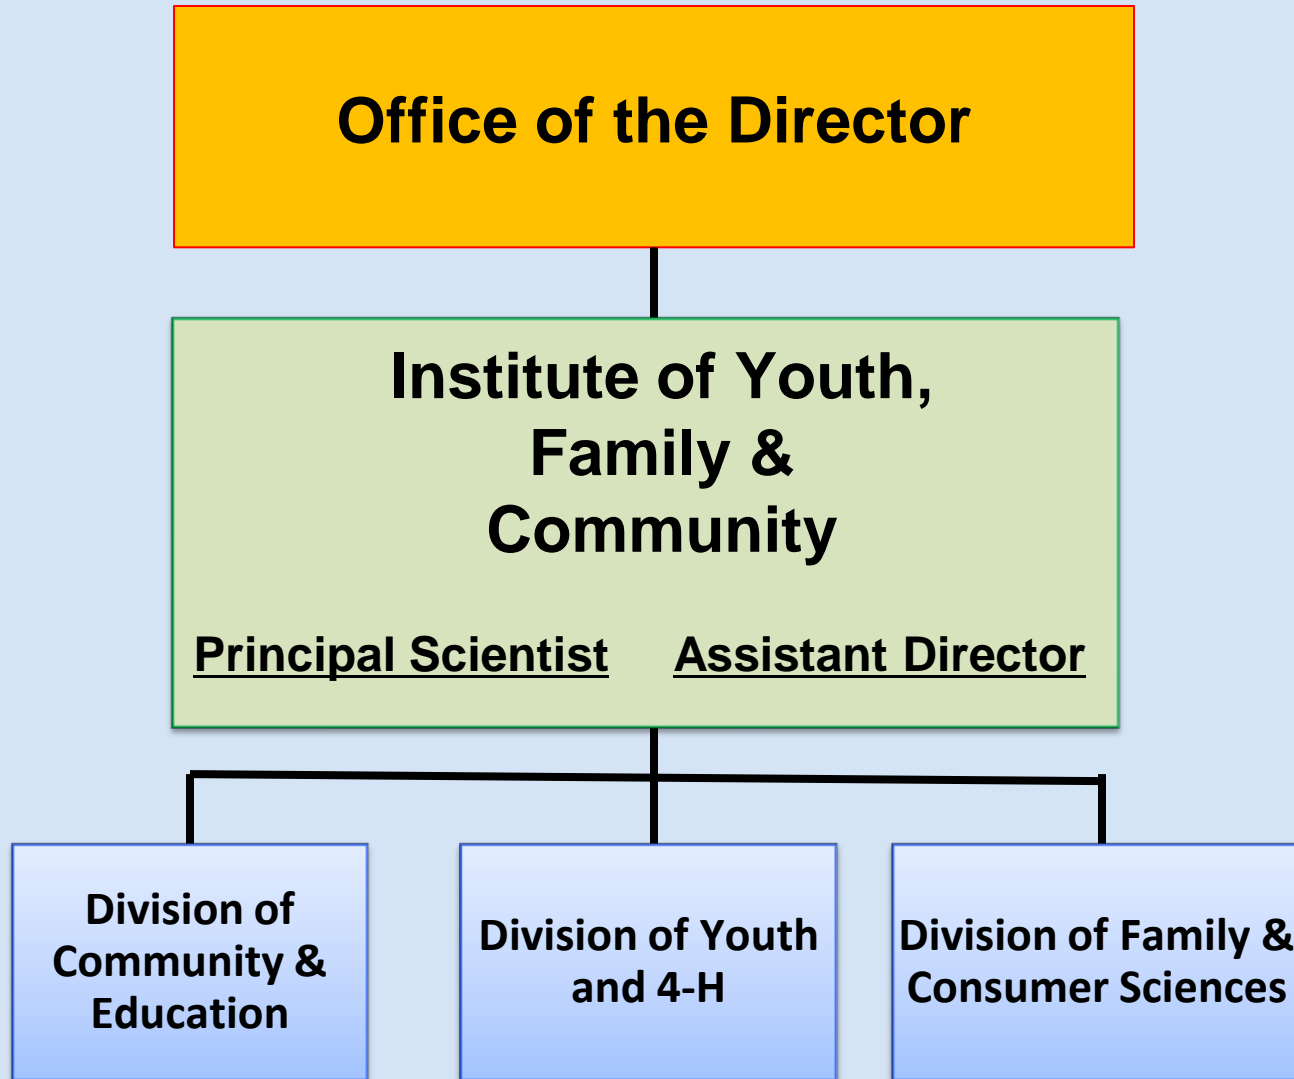 Office of the Director
Institute of Youth,
Family &
Community
Principal Scientist Assistant Director
Division of
Community &
Education
Division of Youth
and 4-H
Division of Family &
Consumer Sciences